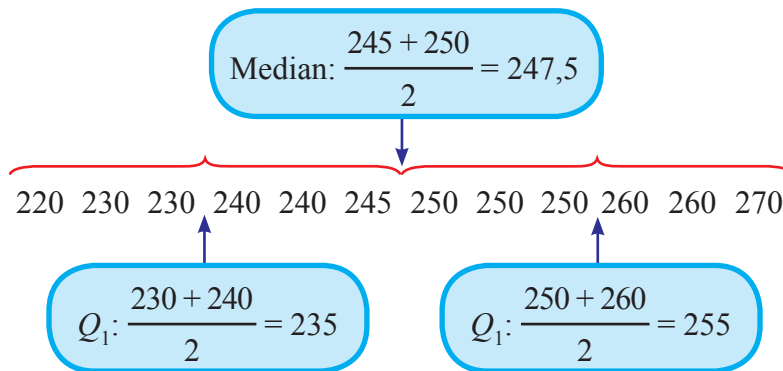 Median: (245 + 250)/2 = 247,5
220 230 230 240 240 245 250 250 250 260 260 270
Q₁: (230 + 240)/2 = 235
Q₁: (250 + 260)/2 = 255